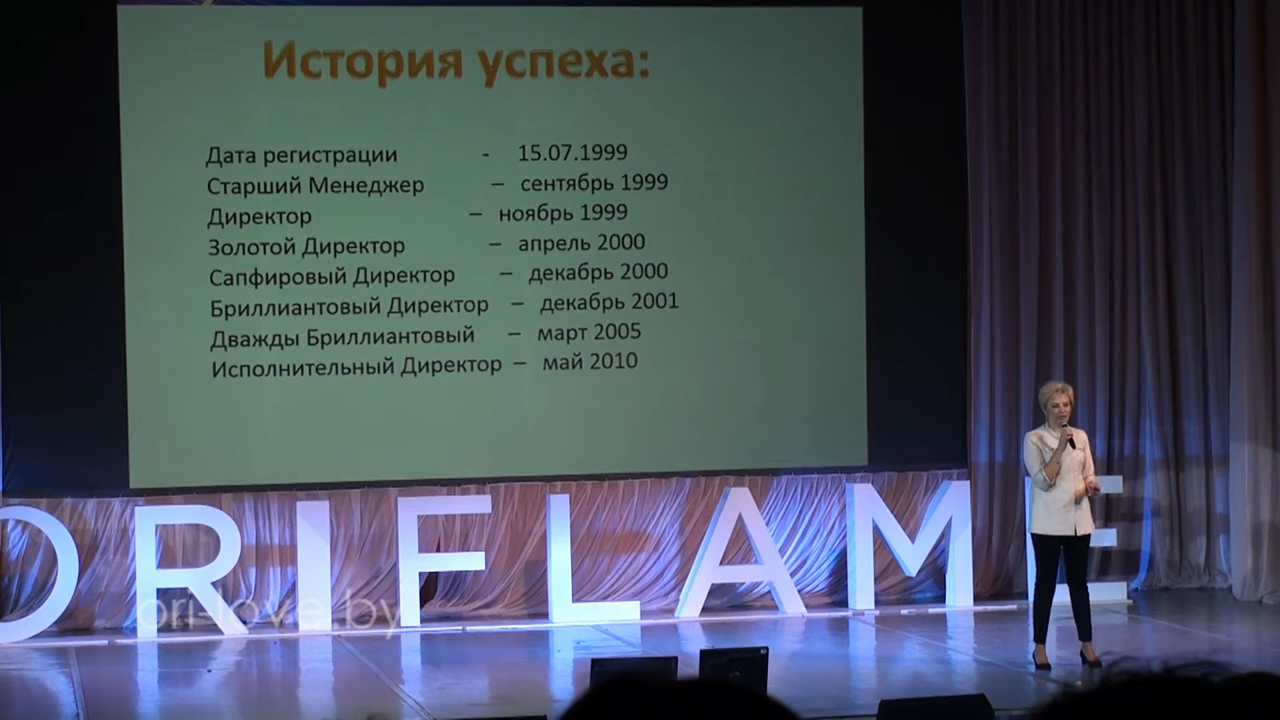 История успеха:
Дата регистрации - 15.07.1999
Старший Менеджер – сентябрь 1999
Директор – ноябрь 1999
Золотой Директор – апрель 2000
Сапфировый Директор – декабрь 2000
Бриллиантовый Директор – декабрь 2001
Дважды Бриллиантовый – март 2005
Исполнительный Директор – май 2010
ORIFLAME
ori-love.by